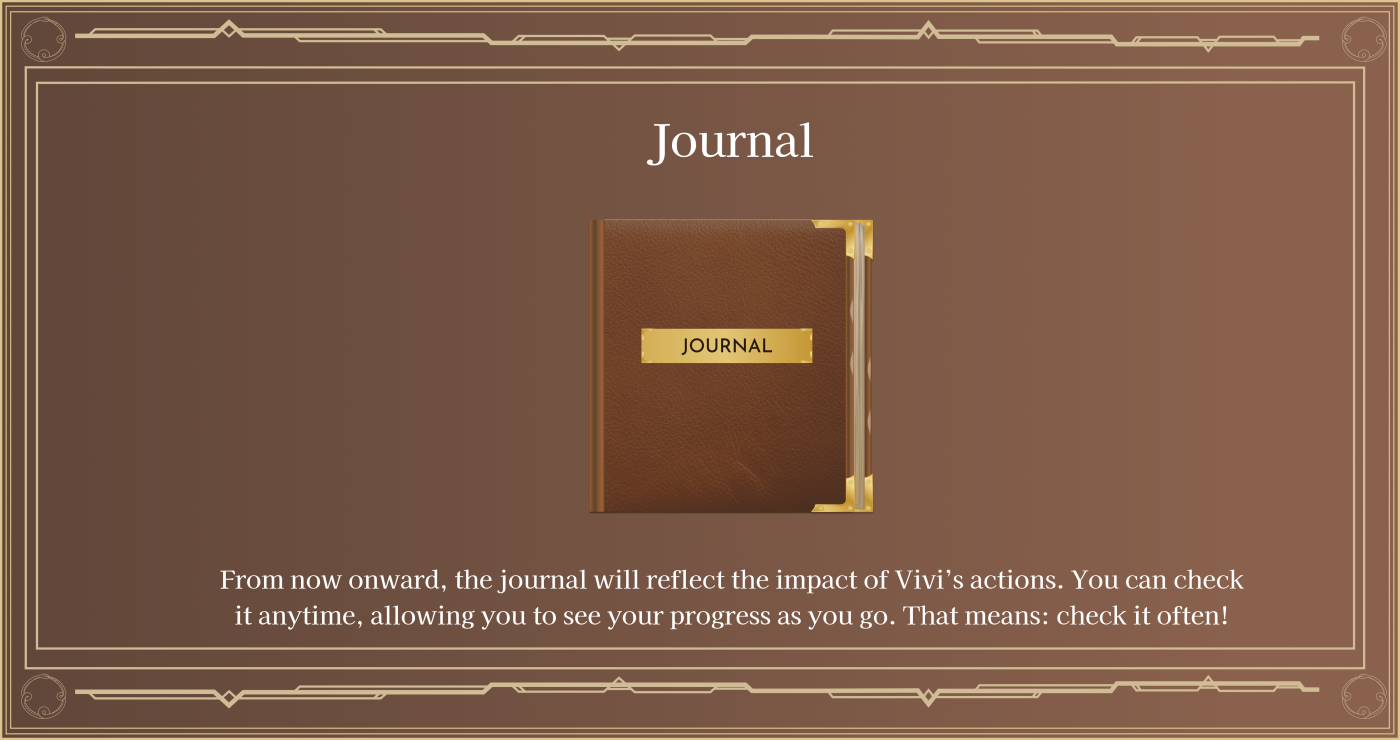 Journal
JOURNAL
From now onward, the journal will reflect the impact of Vivi’s actions. You can check
it anytime, allowing you to see your progress as you go. That means: check it often!